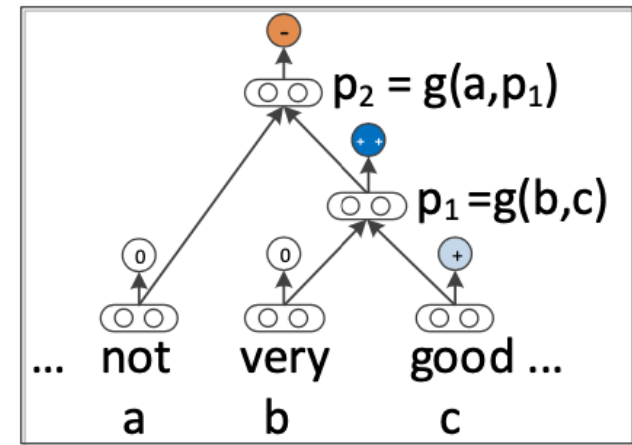 -
p2 = g(a,p1)
+ +
p1 =g(b,c)
0 0 +
... not very good ...
a b c